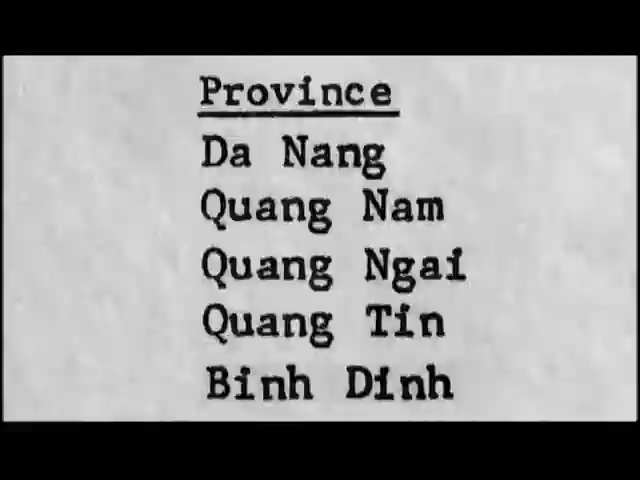 Province
Da Nang
Quang Nam
Quang Ngai
Quang Tin
Binh Dinh